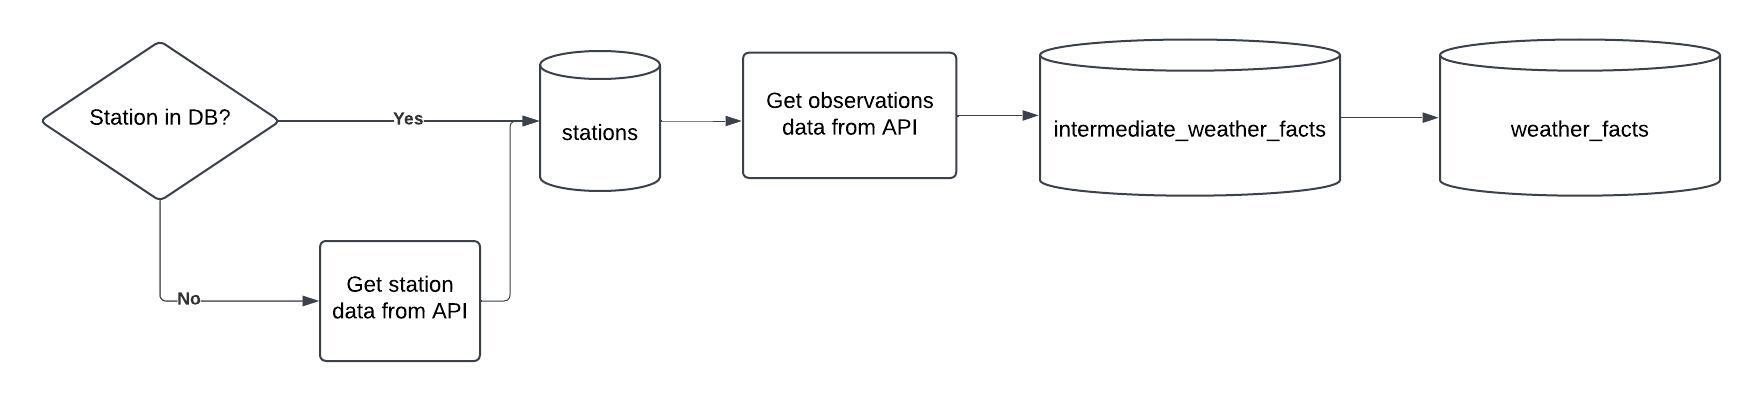 Station in DB?
Yes
No
Get station
data from API
stations
Get observations
data from API
intermediate_weather_facts
weather_facts